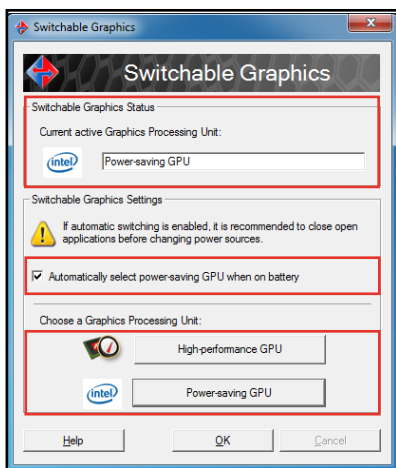 Switchable Graphics
Switchable Graphics
Switchable Graphics Status
Current active Graphics Processing Unit:
intel
Power-saving GPU
Switchable Graphics Settings
If automatic switching is enabled, it is recommended to close open
applications before changing power sources.
Automatically select power-saving GPU when on battery
Choose a Graphics Processing Unit:
High-performance GPU
intel
Power-saving GPU
Help
OK
Cancel